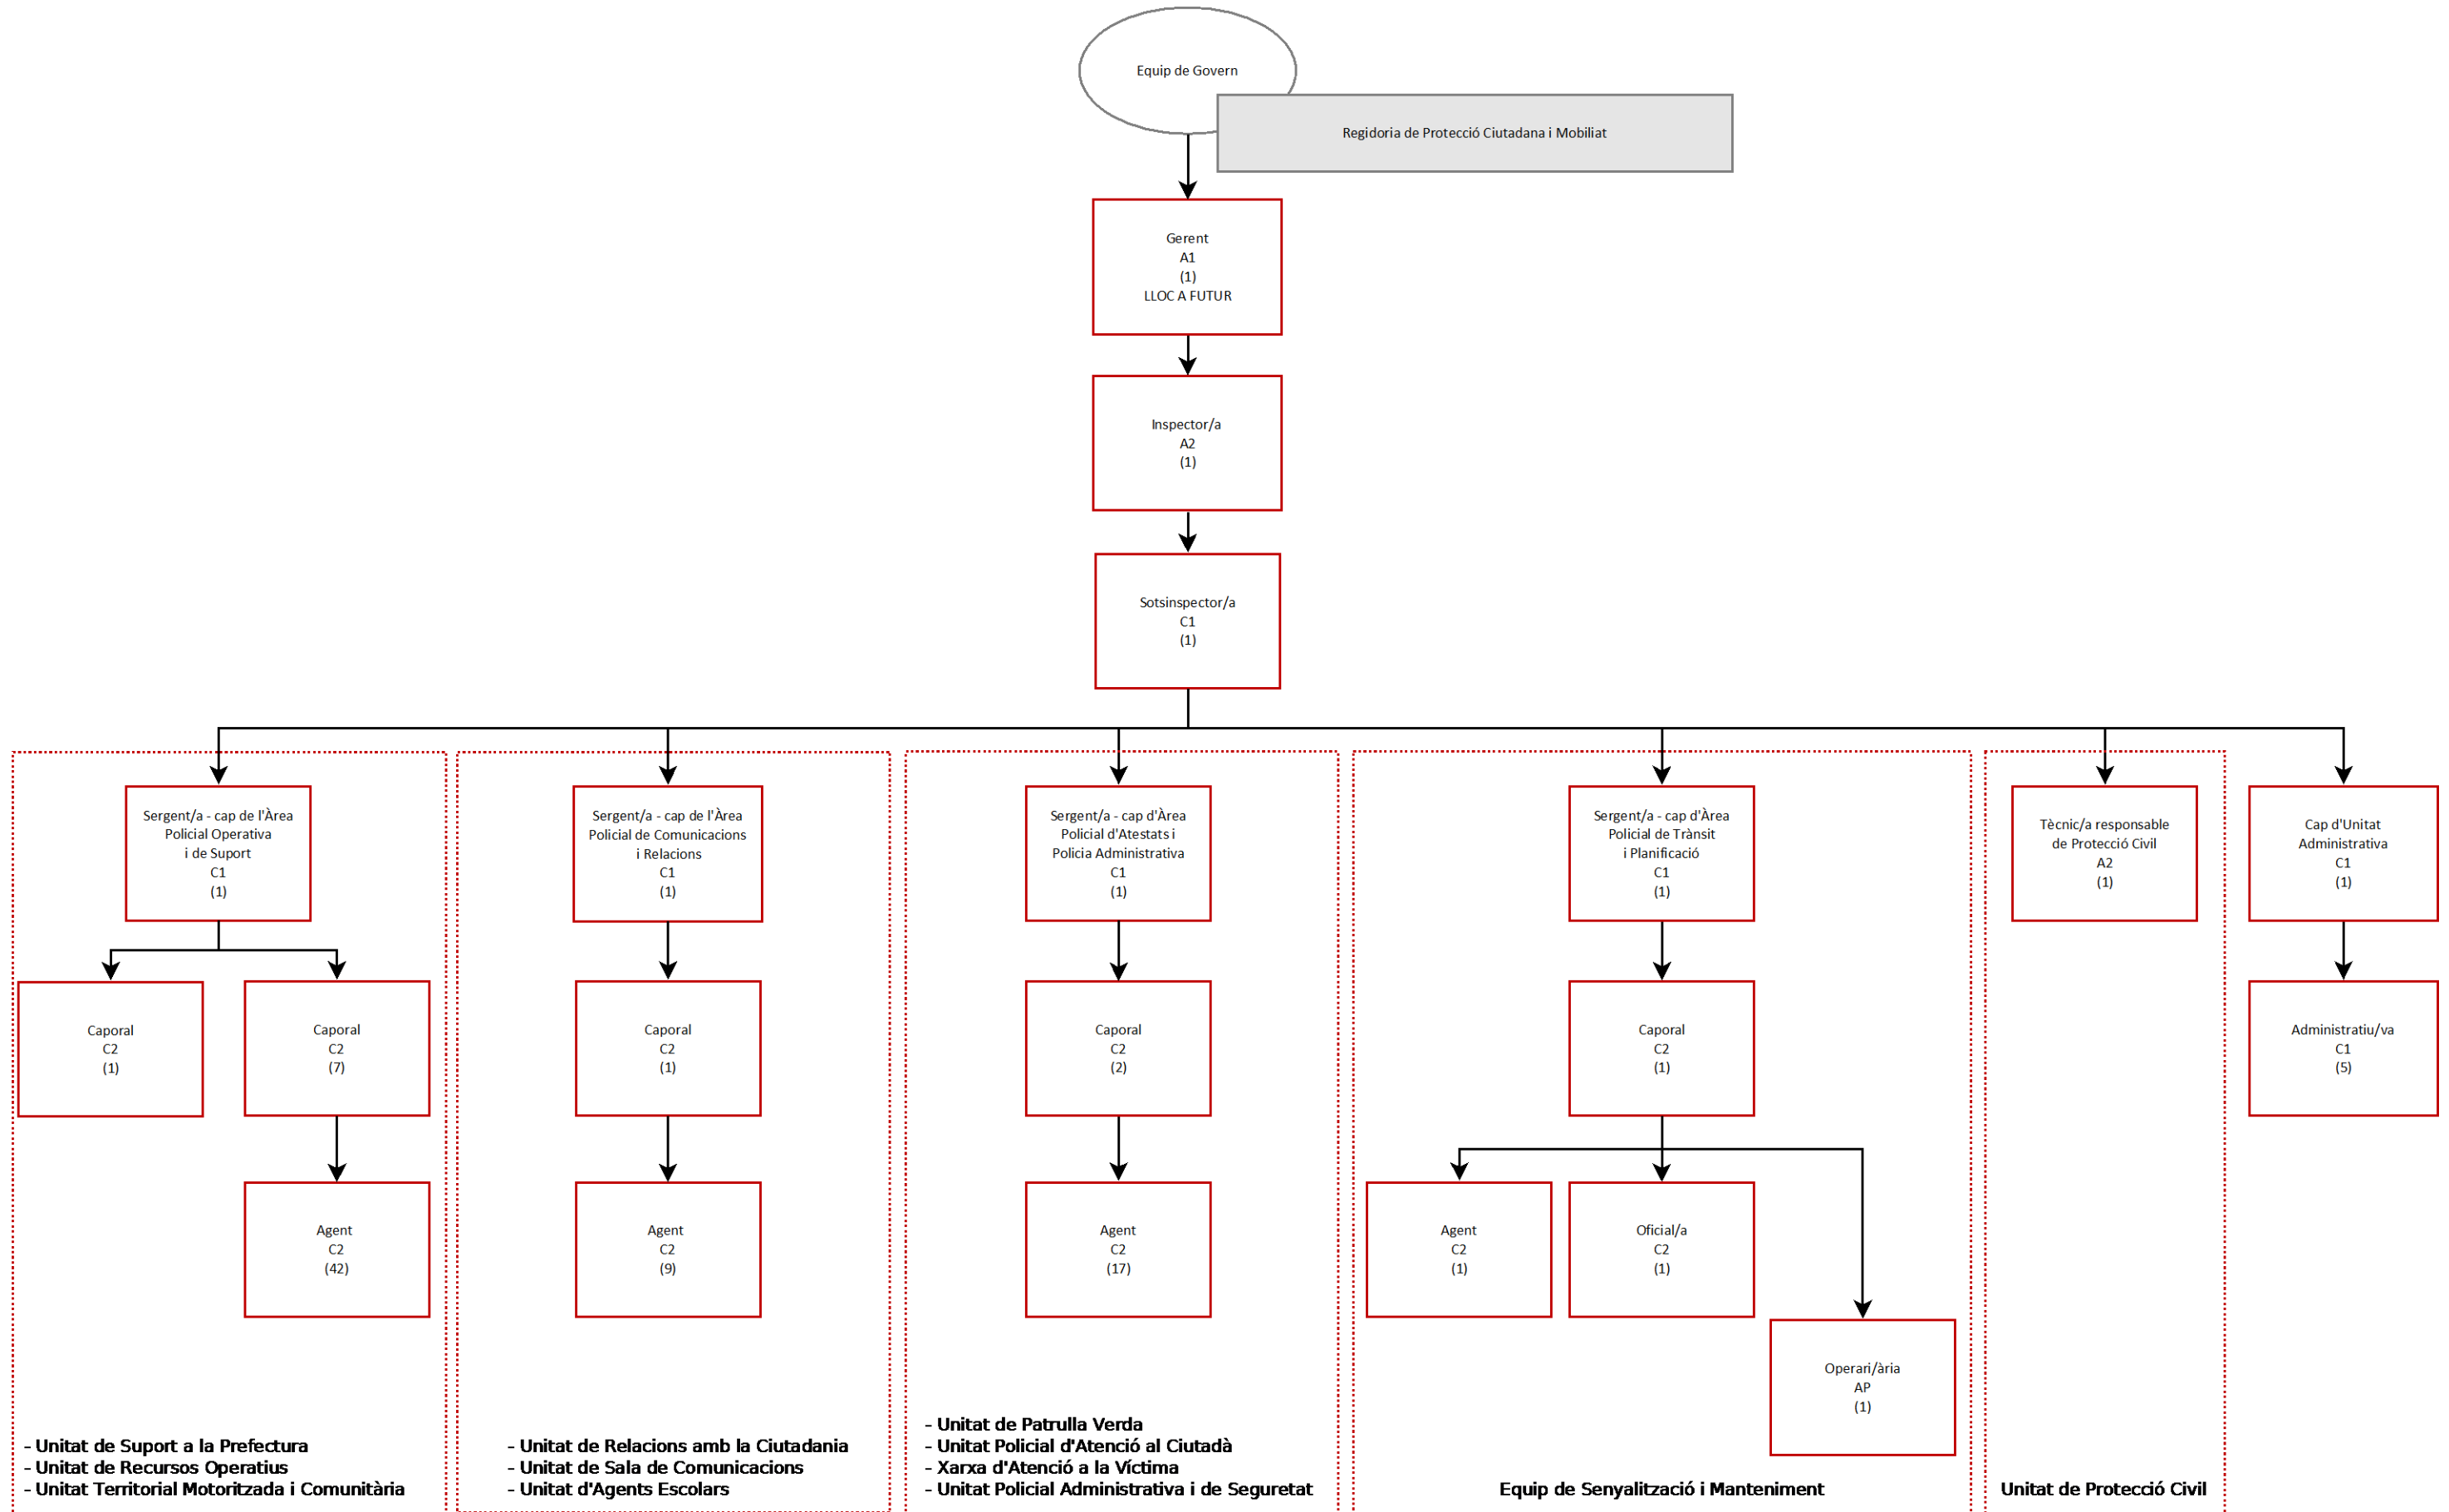 Equip de Govern
Regidoria de Protecció Ciutadana i Mobiliat
Gerent
A1
(1)
LLOC A FUTUR
Inspector/a
A2
(1)
Sotsinspector/a
C1
(1)
Sergent/a - cap de l'Àrea
Policial Operativa
i de Suport
C1
(1)
Sergent/a - cap de l'Àrea
Policial de Comunicacions
i Relacions
C1
(1)
Sergent/a - cap d'Àrea
Policial d'Atestats i
Policia Administrativa
C1
(1)
Sergent/a - cap d'Àrea
Policial de Trànsit
i Planificació
C1
(1)
Tècnic/a responsable
de Protecció Civil
A2
(1)
Cap d'Unitat
Administrativa
C1
(1)
Caporal
C2
(1)
Caporal
C2
(7)
Caporal
C2
(1)
Caporal
C2
(2)
Caporal
C2
(1)
Administratiu/va
C1
(5)
Agent
C2
(42)
Agent
C2
(9)
Agent
C2
(17)
Agent
C2
(1)
Oficial/a
C2
(1)
Operari/ària
AP
(1)
- Unitat de Suport a la Prefectura
- Unitat de Recursos Operatius
- Unitat Territorial Motoritzada i Comunitària
- Unitat de Relacions amb la Ciutadania
- Unitat de Sala de Comunicacions
- Unitat d'Agents Escolars
- Unitat de Patrulla Verda
- Unitat Policial d'Atenció al Ciutadà
- Xarxa d'Atenció a la Víctima
- Unitat Policial Administrativa i de Seguretat
Equip de Senyalització i Manteniment
Unitat de Protecció Civil